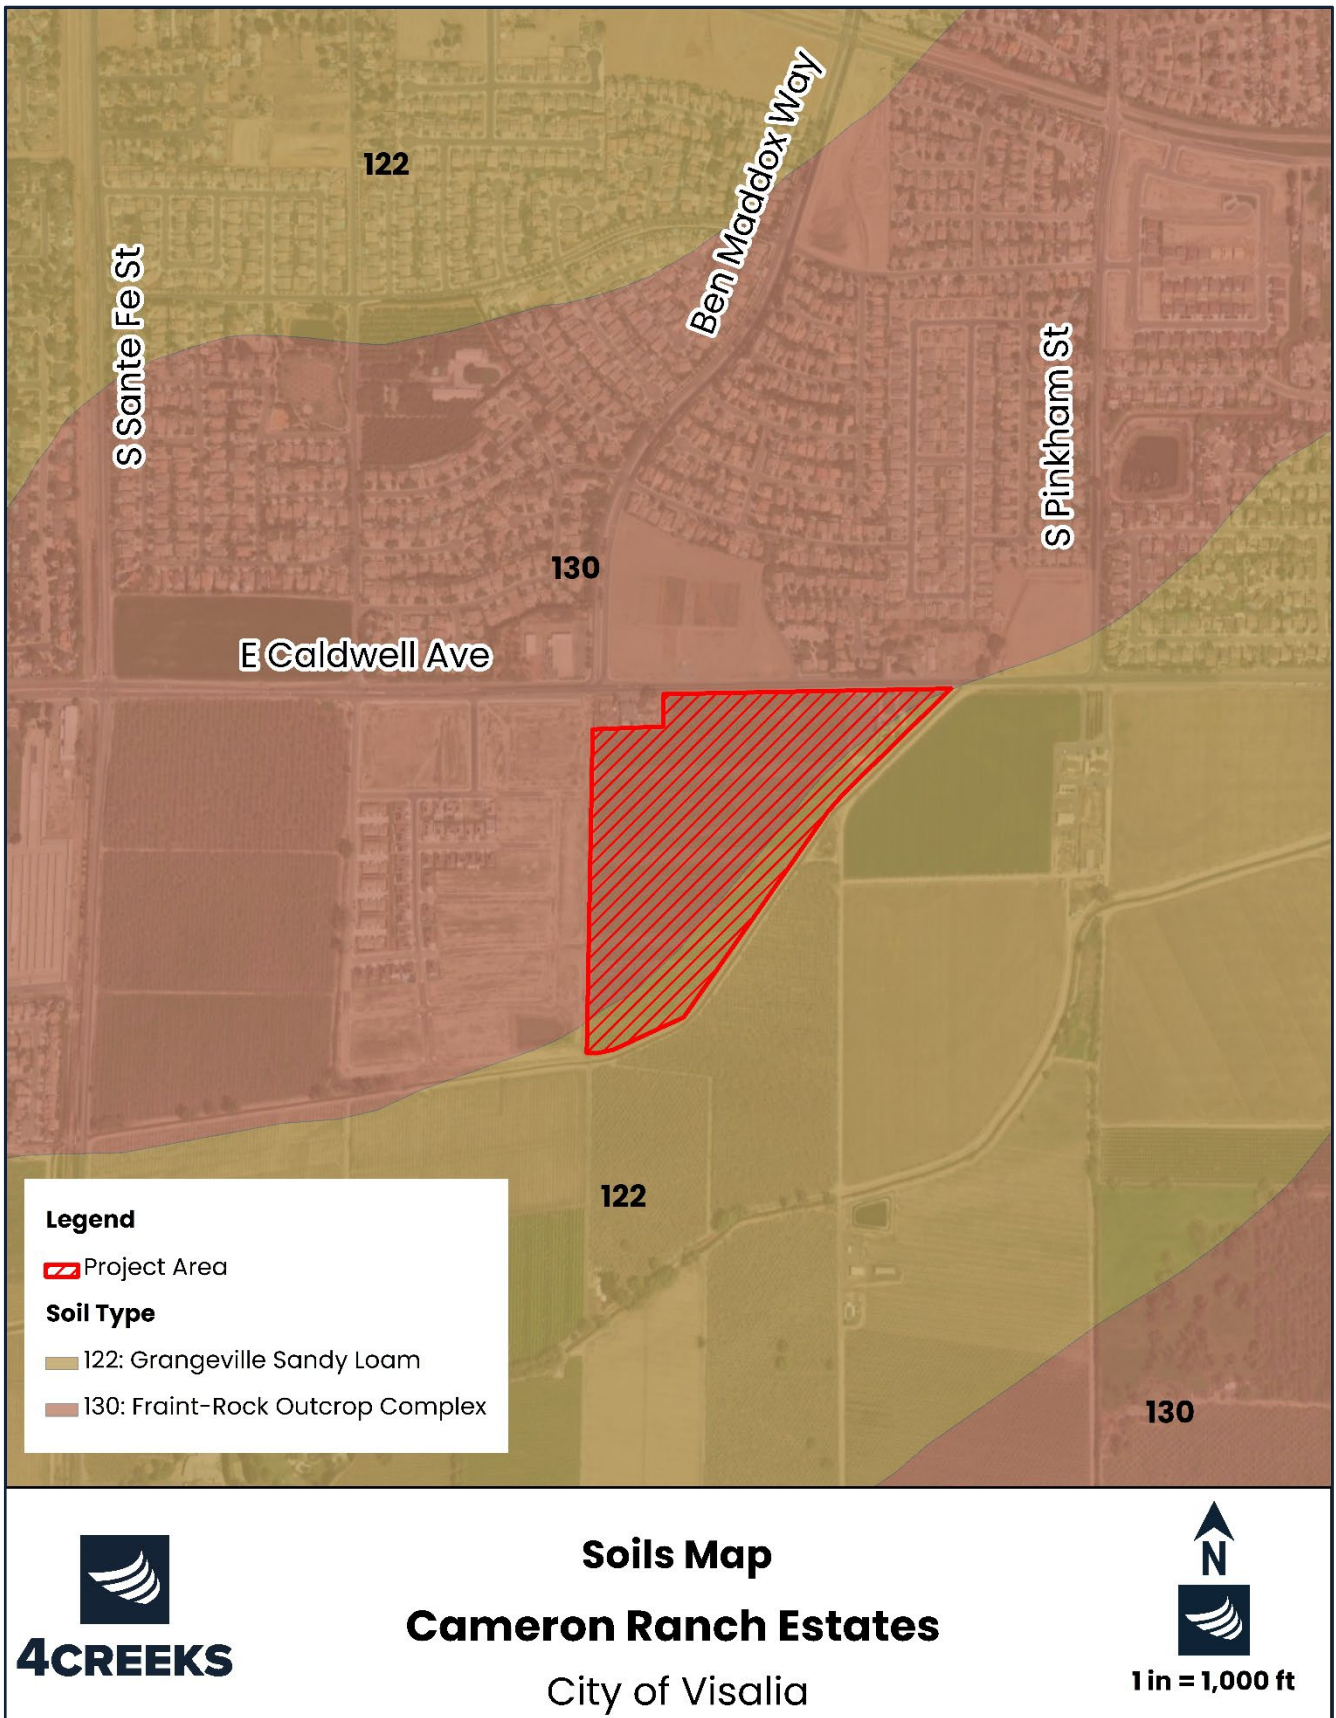 122
Ben Maddox Way
S Sante Fe St
S Pinkham St
130
E Caldwell Ave
122
Legend
Project Area
Soil Type
122: Grangeville Sandy Loam
130: Fraint-Rock Outcrop Complex
130
4CREEKS
Soils Map
Cameron Ranch Estates
City of Visalia
N
1 in = 1,000 ft